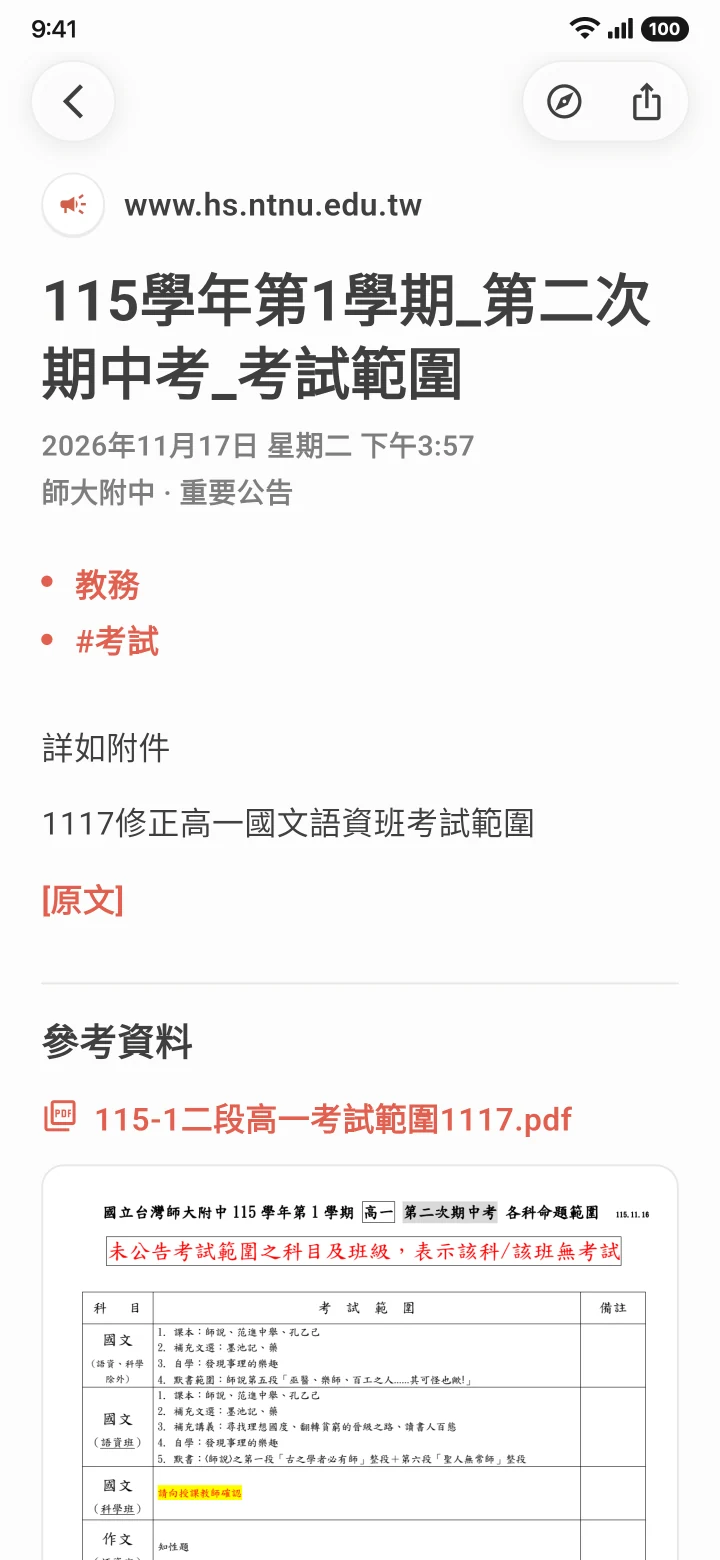 9:41
100
www.hs.ntnu.edu.tw
115學年第1學期_第二次
期中考_考試範圍
2026年11月17日 星期二 下午3:57
師大附中 · 重要公告
• 教務
• #考試
詳如附件
1117修正高一國文語資班考試範圍
[原文]
參考資料
PDF 115-1二段高一考試範圍1117.pdf
國立台灣師大附中 115 學年第 1 學期 高一 第二次期中考 各科命題範圍 115.11.16
未公告考試範圍之科目及班級，表示該科/該班無考試
科 目 考 試 範 圍 備註
國文
(語資、科學
除外)
1. 課本：師說、范進中舉、孔乙己
2. 補充文選：墨池記、藥
3. 自學：發現事理的樂趣
4. 默書範圍：師說第五段「巫醫、樂師、百工之人……其可怪也歟!」
國文
(語資班)
1. 課本：師說、范進中舉、孔乙己
2. 補充文選：墨池記、藥
3. 補充講義：尋找理想國度、翻轉貧窮的晉級之路、讀書人百態
4. 自學：發現事理的樂趣
5. 默書：(師說)之第一段「古之學者必有師」整段＋第六段「聖人無常師」整段
國文
(科學班)
請向授課教師確認
作文
知性題